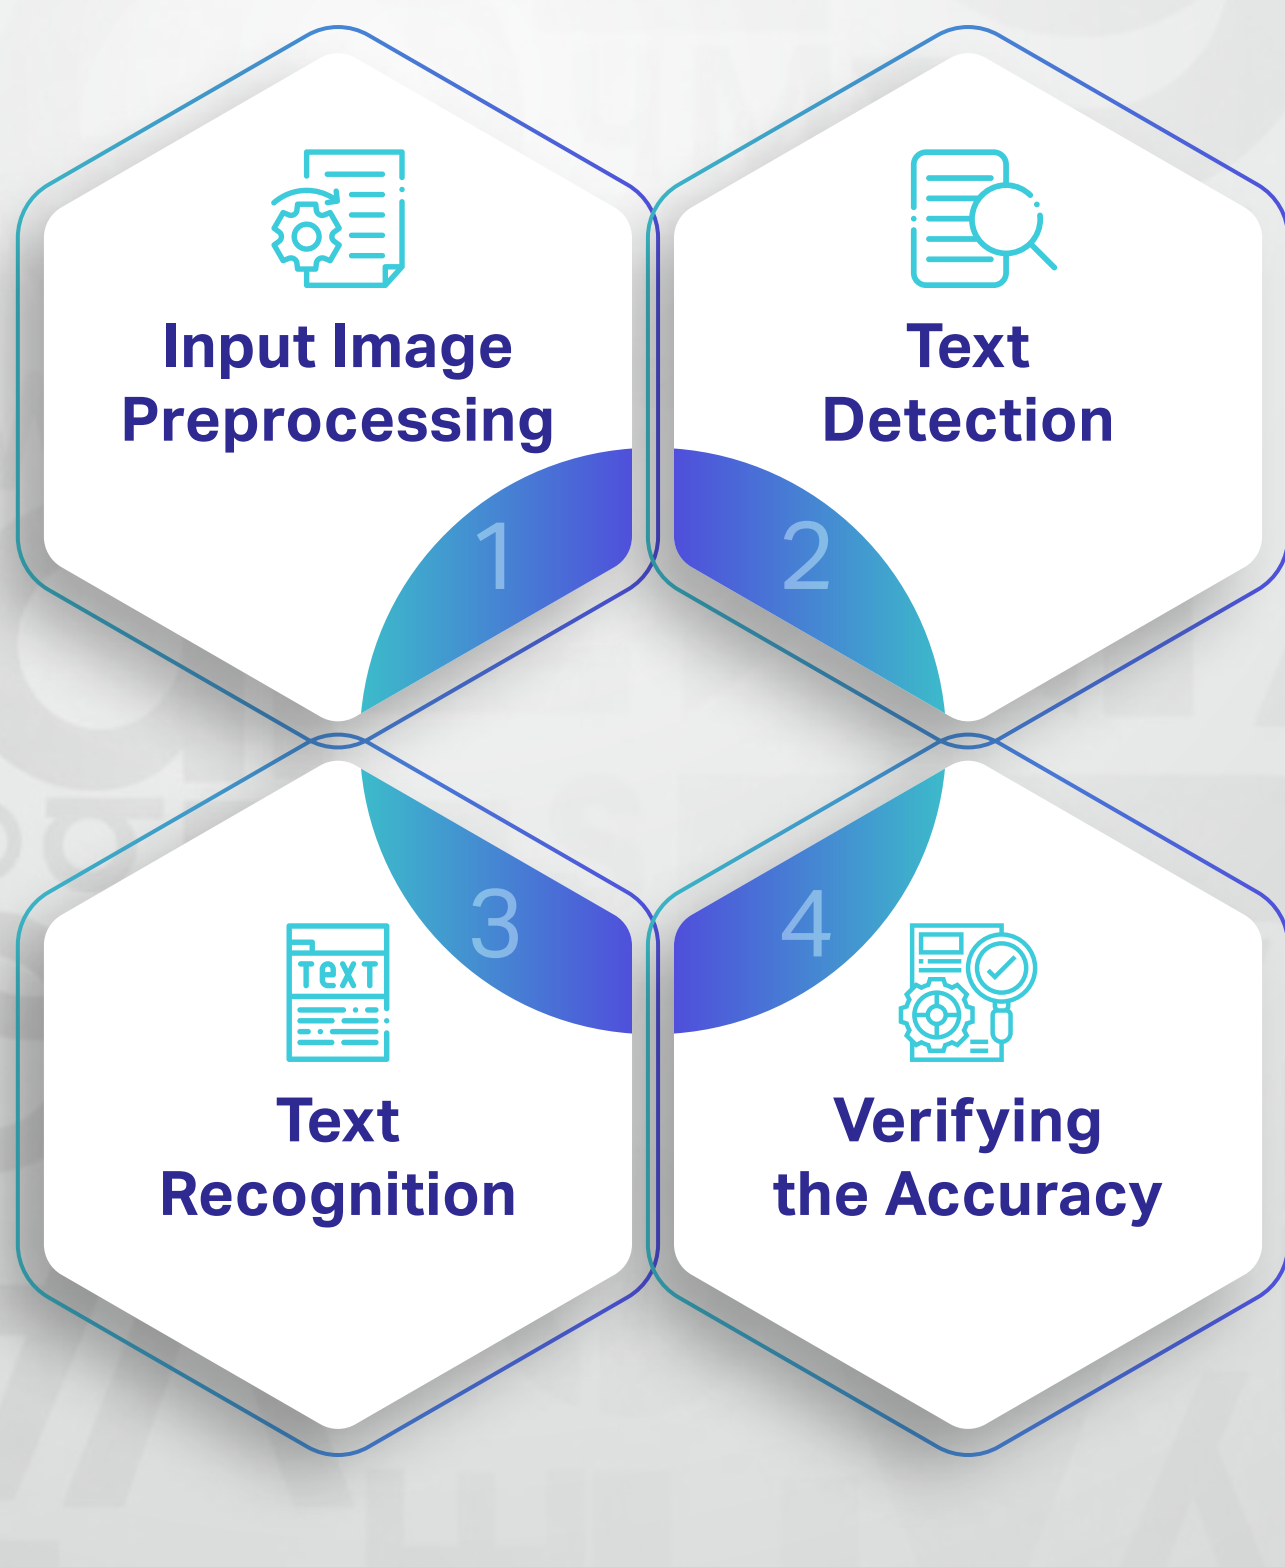 Input Image
Preprocessing
1
Text
Detection
2
3
TexT
Text
Recognition
4
Verifying
the Accuracy